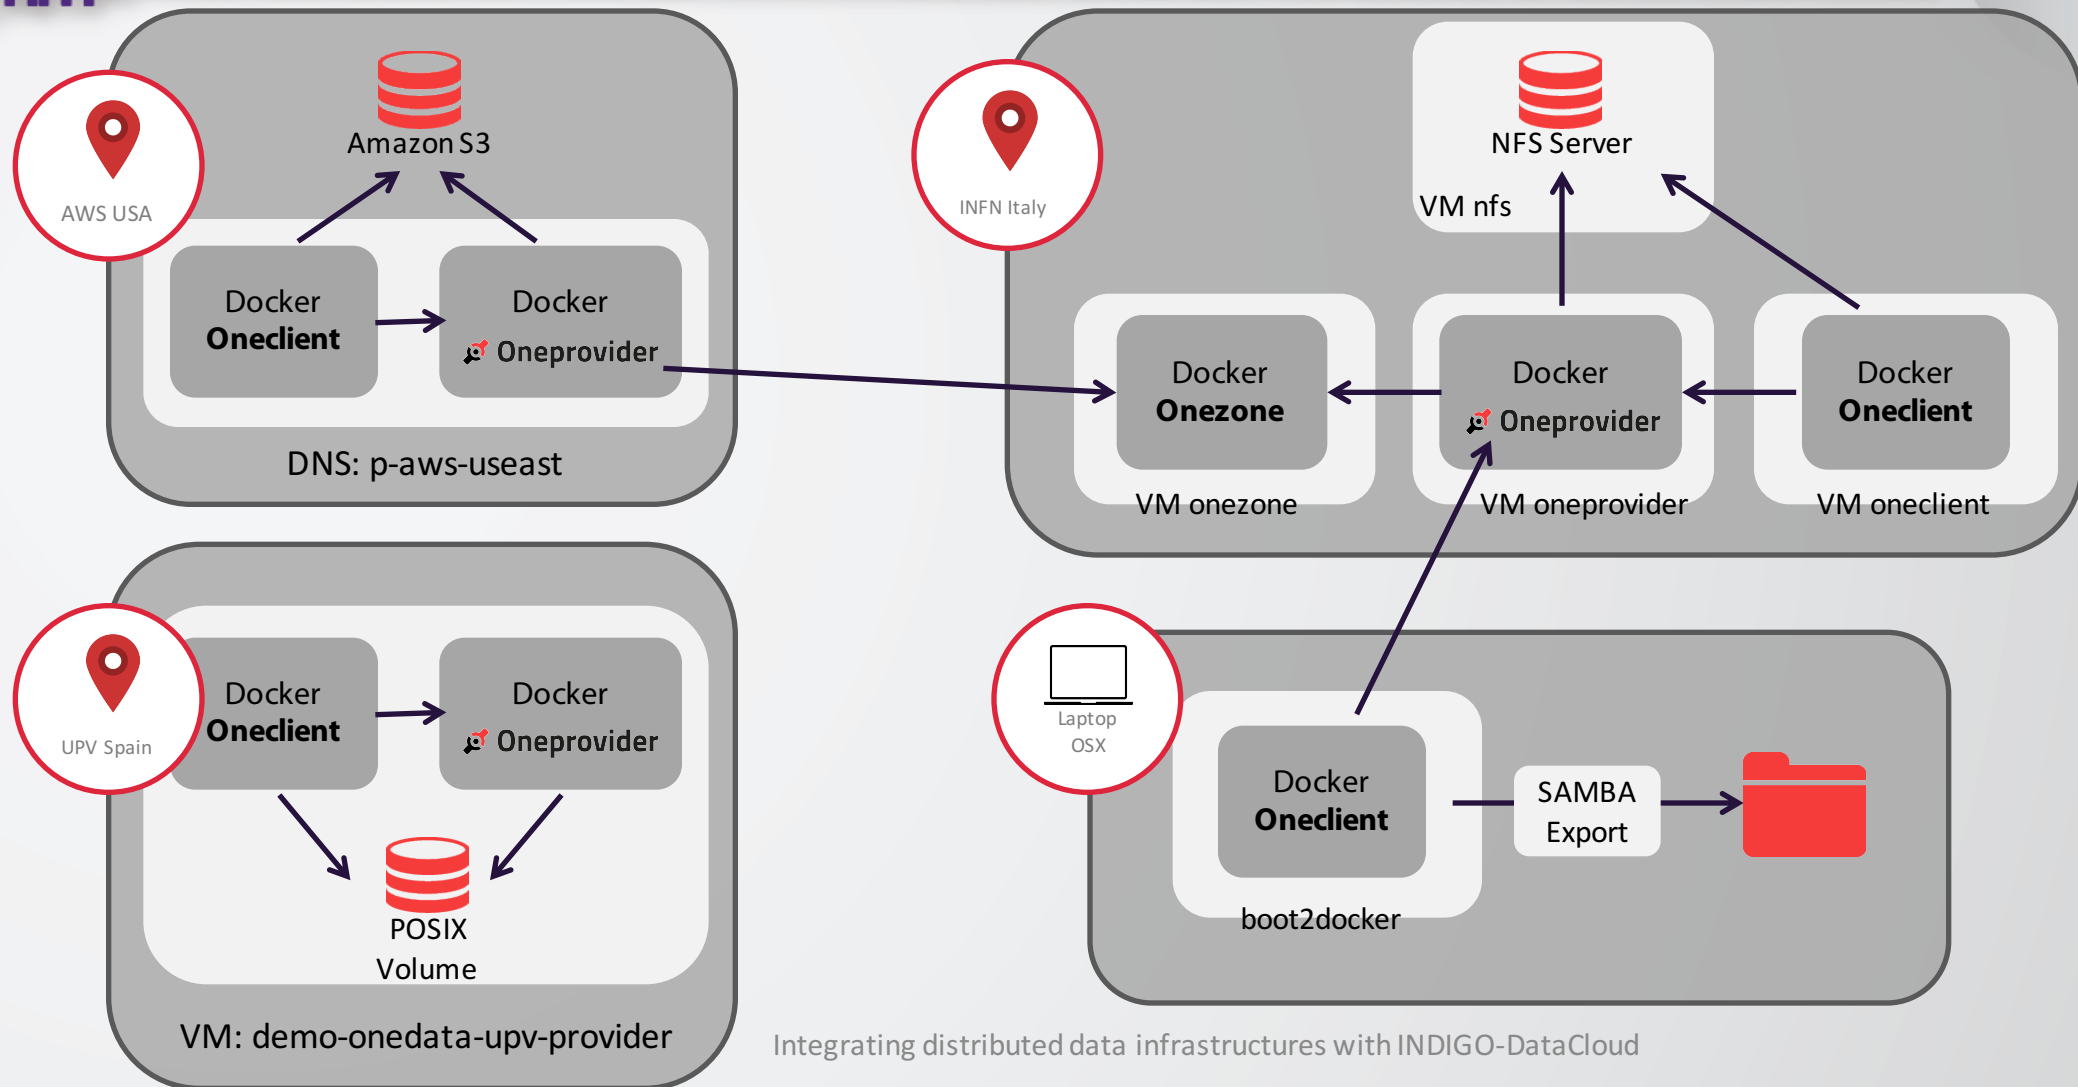 Amazon S3
AWS USA
Docker
Oneclient
Docker
Oneprovider
DNS: p-aws-useast
INFN Italy
NFS Server
VM nfs
Docker
Onezone
VM onezone
Docker
Oneprovider
VM oneprovider
Docker
Oneclient
VM oneclient
UPV Spain
Docker
Oneclient
Docker
Oneprovider
POSIX
Volume
VM: demo-onedata-upv-provider
Laptop
OSX
Docker
Oneclient
boot2docker
SAMBA
Export
Integrating distributed data infrastructures with INDIGO-DataCloud